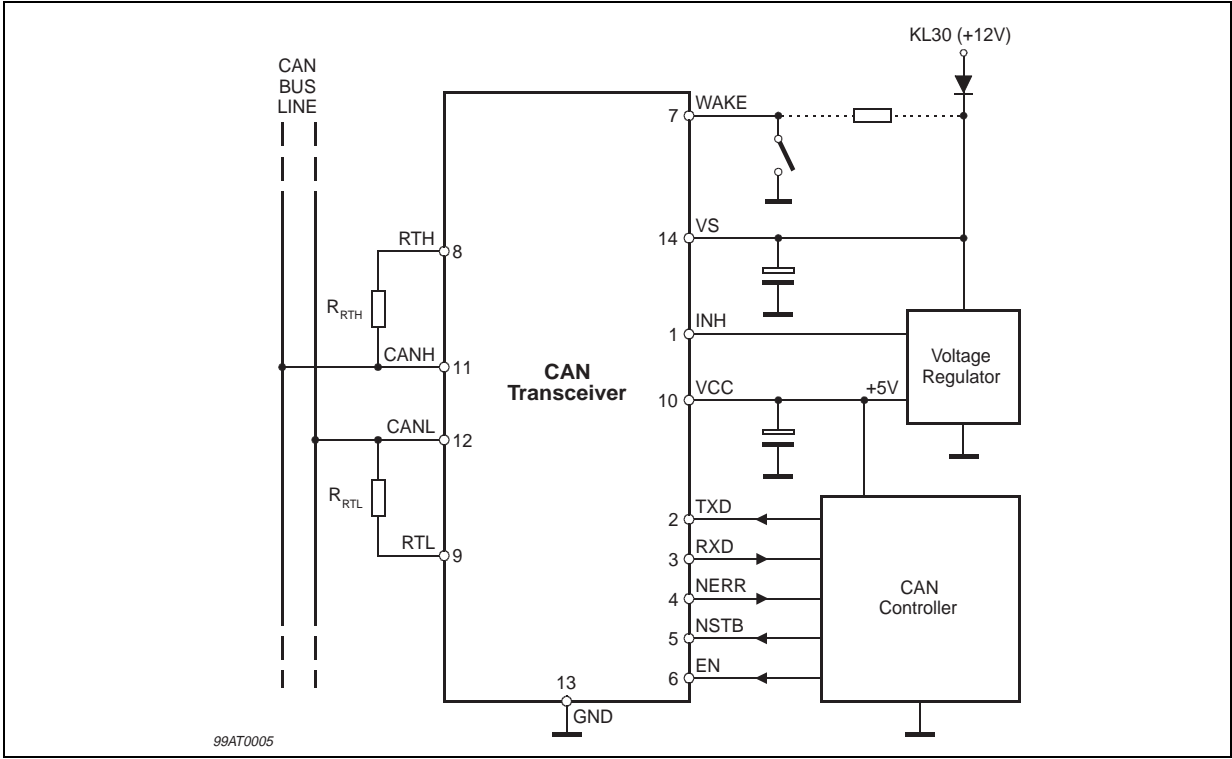 KL30 (+12V)
CAN
BUS
LINE
7
WAKE
14
VS
RTH
8
R_RTH
1
INH
CANH
11
CAN
Transceiver
Voltage
Regulator
10
VCC
+5V
CANL
12
R_RTL
2
TXD
RTL
9
3
RXD
4
NERR
CAN
Controller
5
NSTB
6
EN
13
GND
99AT0005